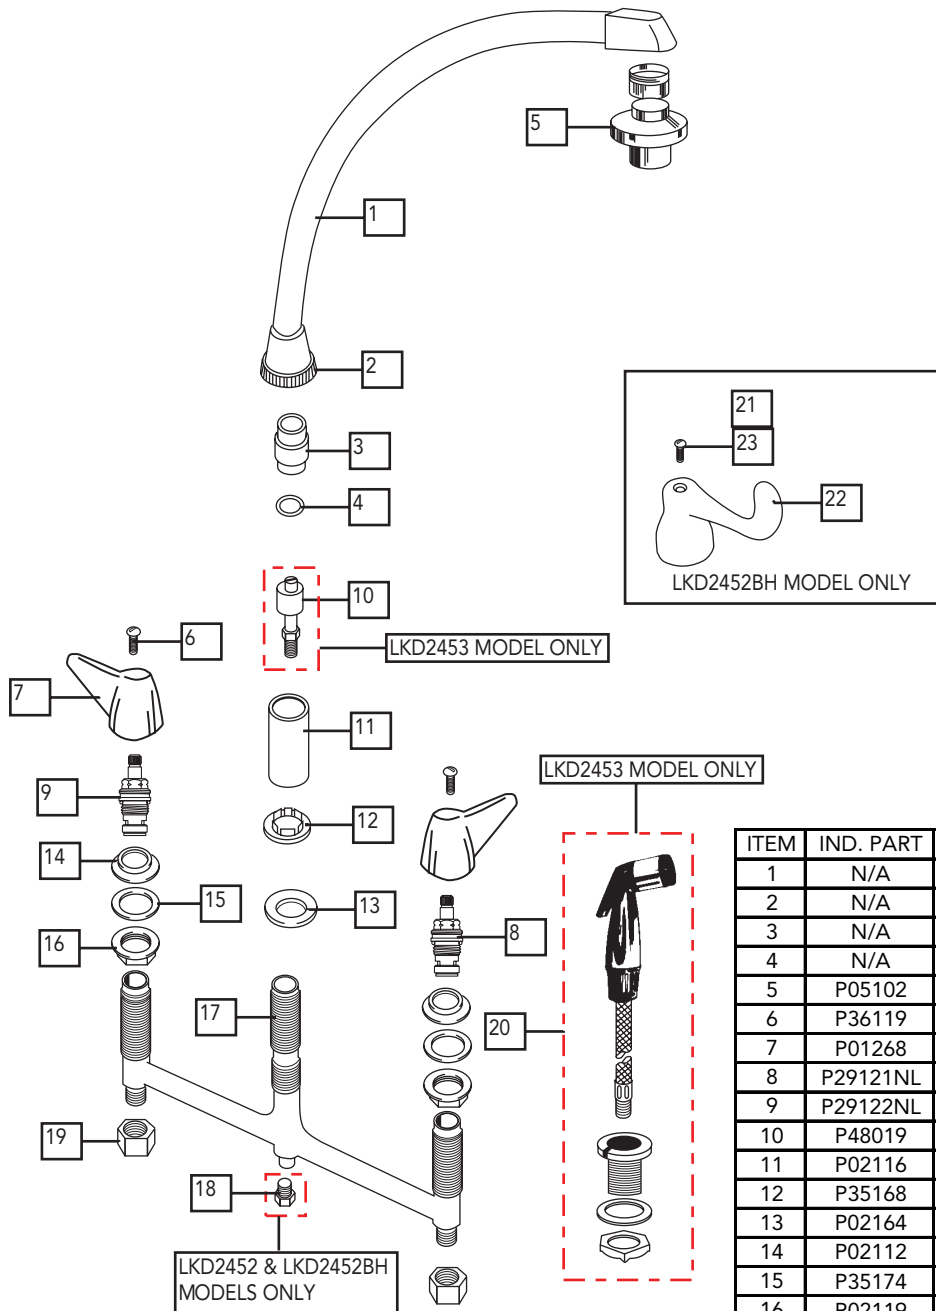 5
1
2
3
4
21
23
22
LKD2452BH MODEL ONLY
10
6
LKD2453 MODEL ONLY
7
11
LKD2453 MODEL ONLY
9
12
14
15
13
8
16
17
20
19
18
LKD2452 & LKD2452BH
MODELS ONLY
ITEM IND. PART
1 N/A
2 N/A
3 N/A
4 N/A
5 P05102
6 P36119
7 P01268
8 P29121NL
9 P29122NL
10 P48019
11 P02116
12 P35168
13 P02164
14 P02112
15 P35174
16 P02119